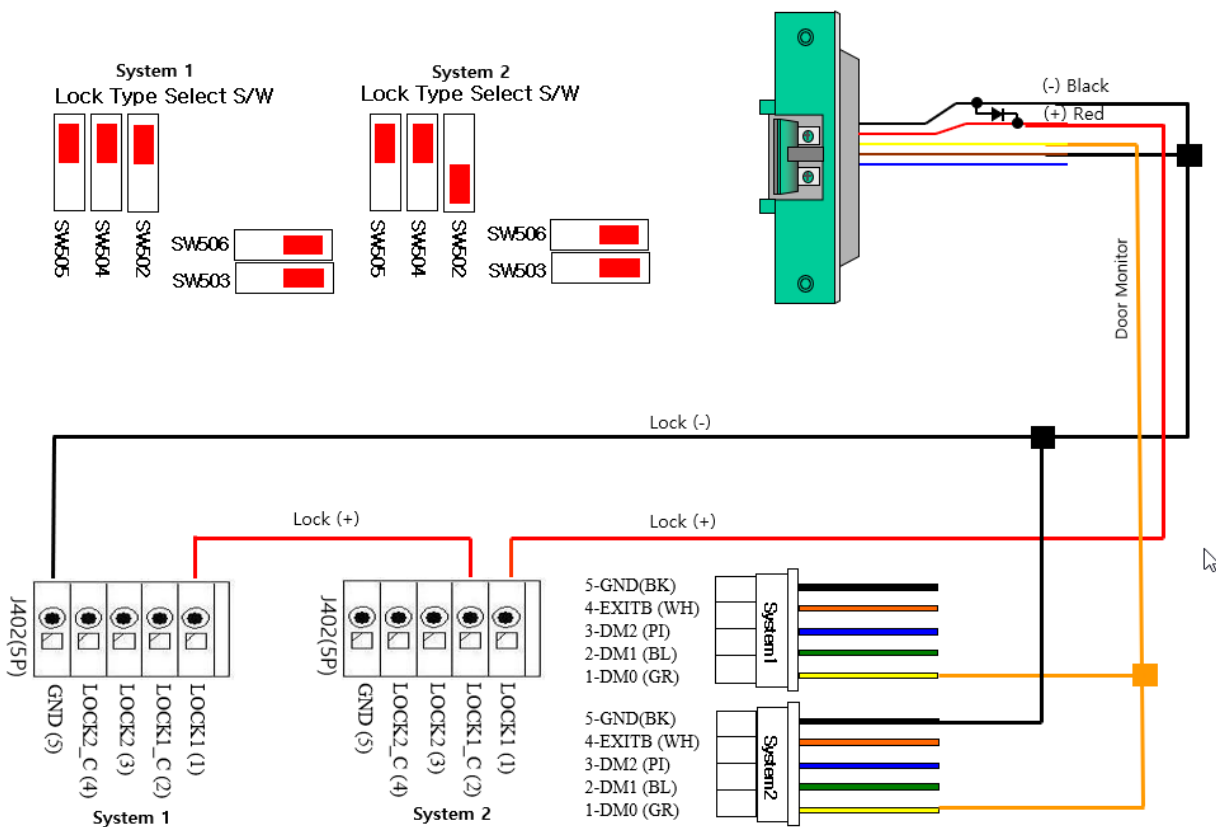 System 1
Lock Type Select S/W
SW505
SW504
SW502
SW506
SW503
System 2
Lock Type Select S/W
SW505
SW504
SW502
SW506
SW503
(-) Black
(+) Red
Door Monitor
Lock (-)
Lock (+)
Lock (+)
J402(5P)
GND (5)
LOCK2_C (4)
LOCK2 (3)
LOCK1_C (2)
LOCK1 (1)
System 1
J402(5P)
GND (5)
LOCK2_C (4)
LOCK2 (3)
LOCK1_C (2)
LOCK1 (1)
System 2
5-GND(BK)
4-EXITB (WH)
3-DM2 (PI)
2-DM1 (BL)
1-DM0 (GR)
System1
5-GND(BK)
4-EXITB (WH)
3-DM2 (PI)
2-DM1 (BL)
1-DM0 (GR)
System2